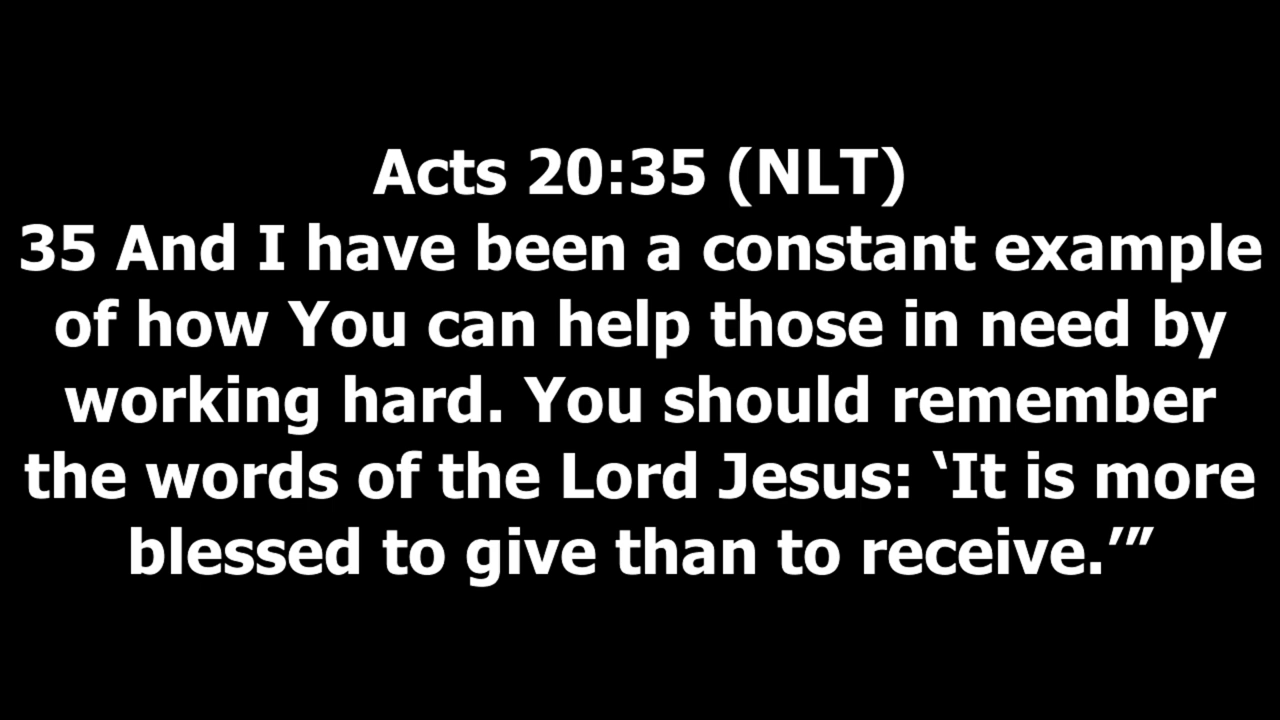 Acts 20:35 (NLT)
35 And I have been a constant example
of how You can help those in need by
working hard. You should remember
the words of the Lord Jesus: ‘It is more
blessed to give than to receive.’”